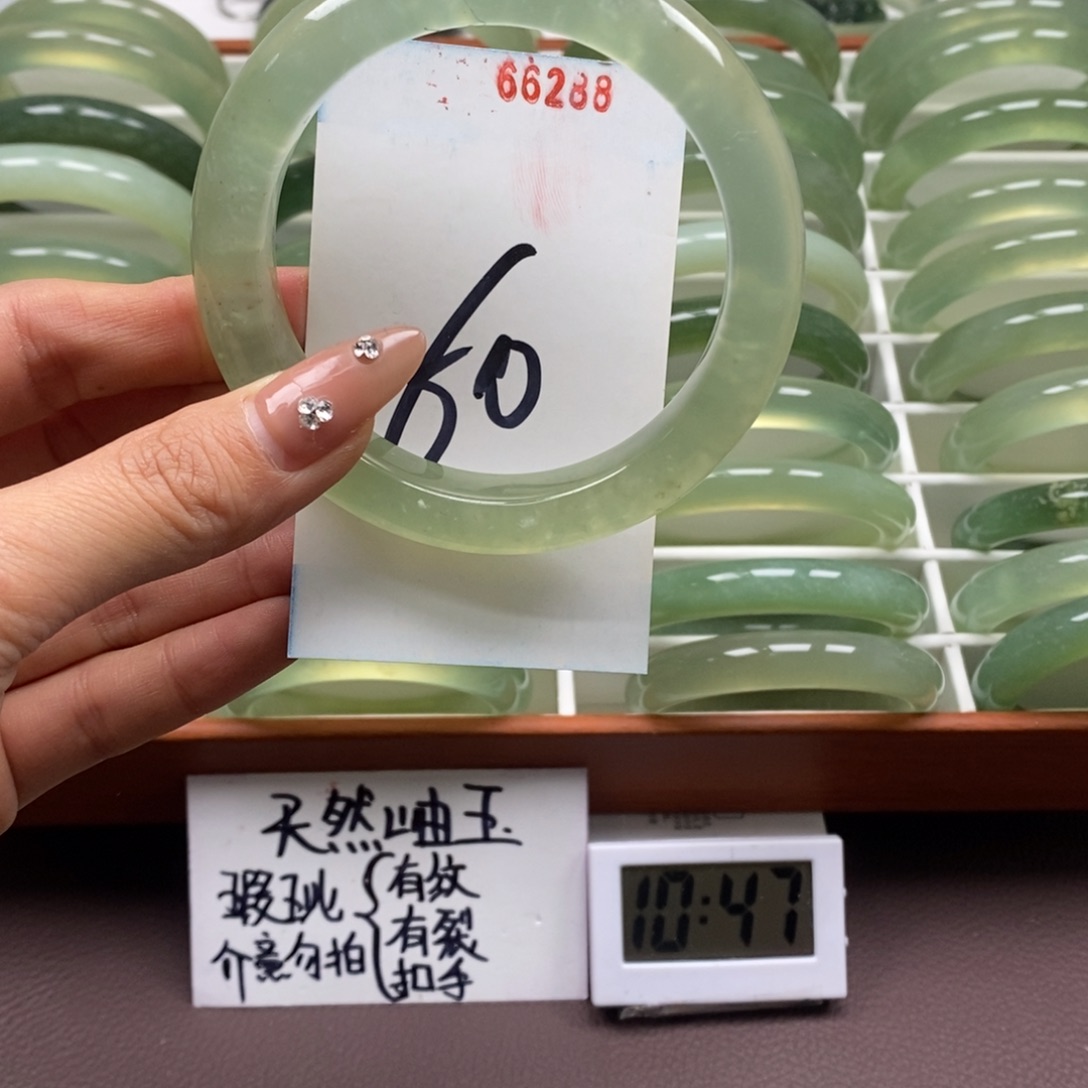 66288
60
天然岫玉
瑕玼 有纹
介意勿拍 有裂
扣手
10:47